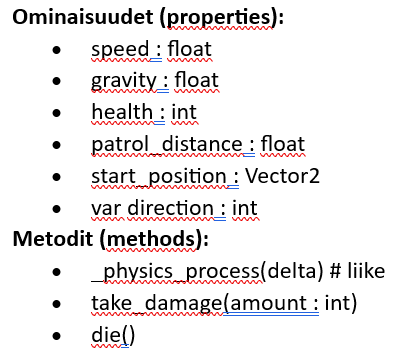 Ominaisuudet (properties):
• speed : float
• gravity : float
• health : int
• patrol_distance : float
• start_position : Vector2
• var direction : int
Metodit (methods):
• _physics_process(delta) # liike
• take_damage(amount : int)
• die()